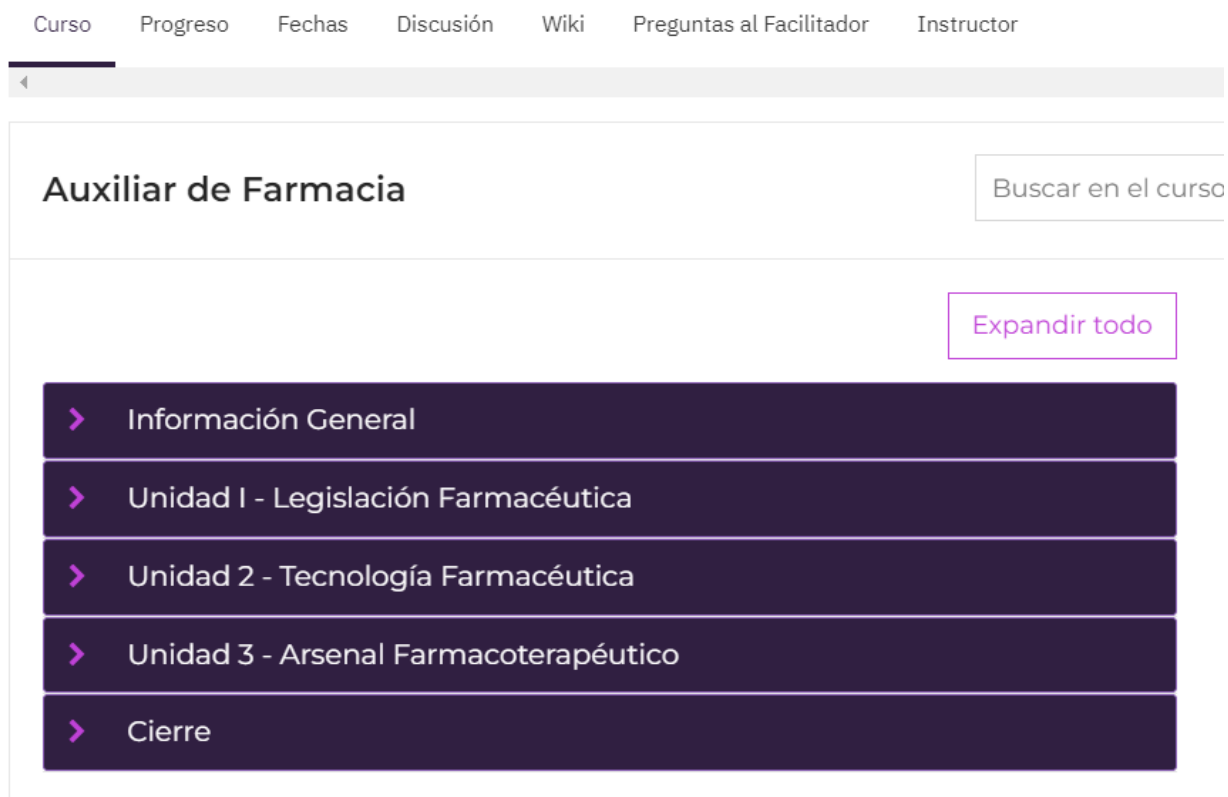 Curso Progreso Fechas Discusión Wiki Preguntas al Facilitador Instructor
Auxiliar de Farmacia
Buscar en el curso
Expandir todo
Información General
Unidad I - Legislación Farmacéutica
Unidad 2 - Tecnología Farmacéutica
Unidad 3 - Arsenal Farmacoterapéutico
Cierre